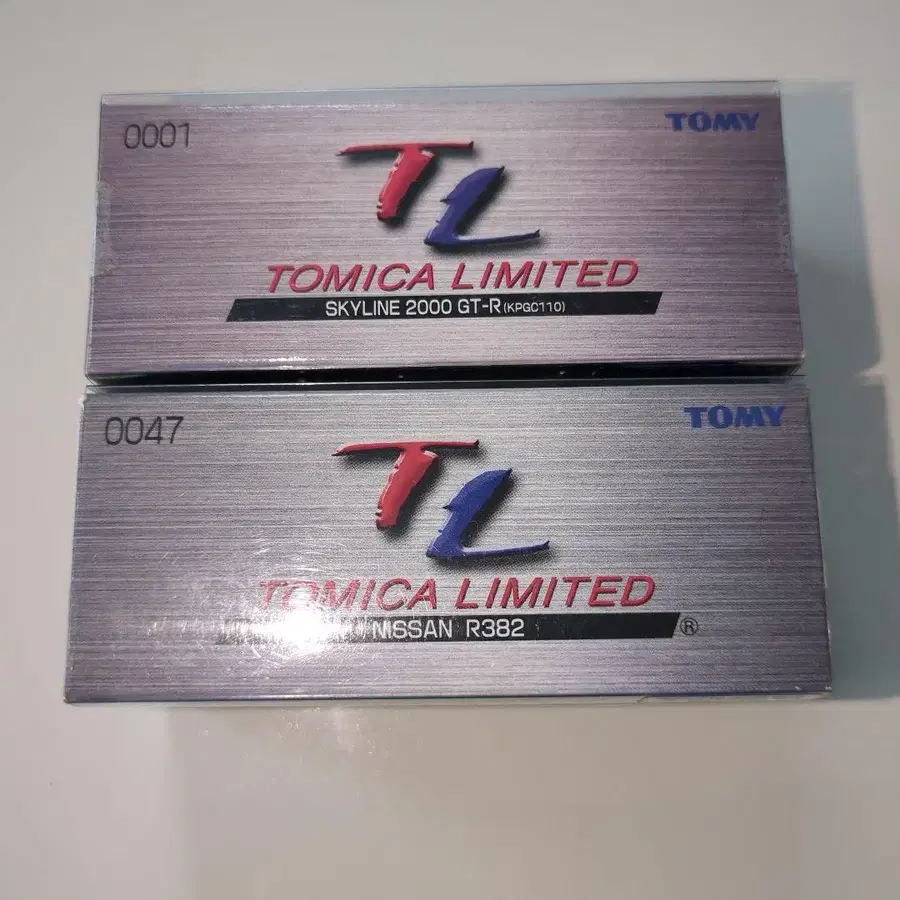 0001
TOMY
TL
TOMICA LIMITED
SKYLINE 2000 GT-R (KPGC110)
0047
TOMY
TL
TOMICA LIMITED
NISSAN R382
®